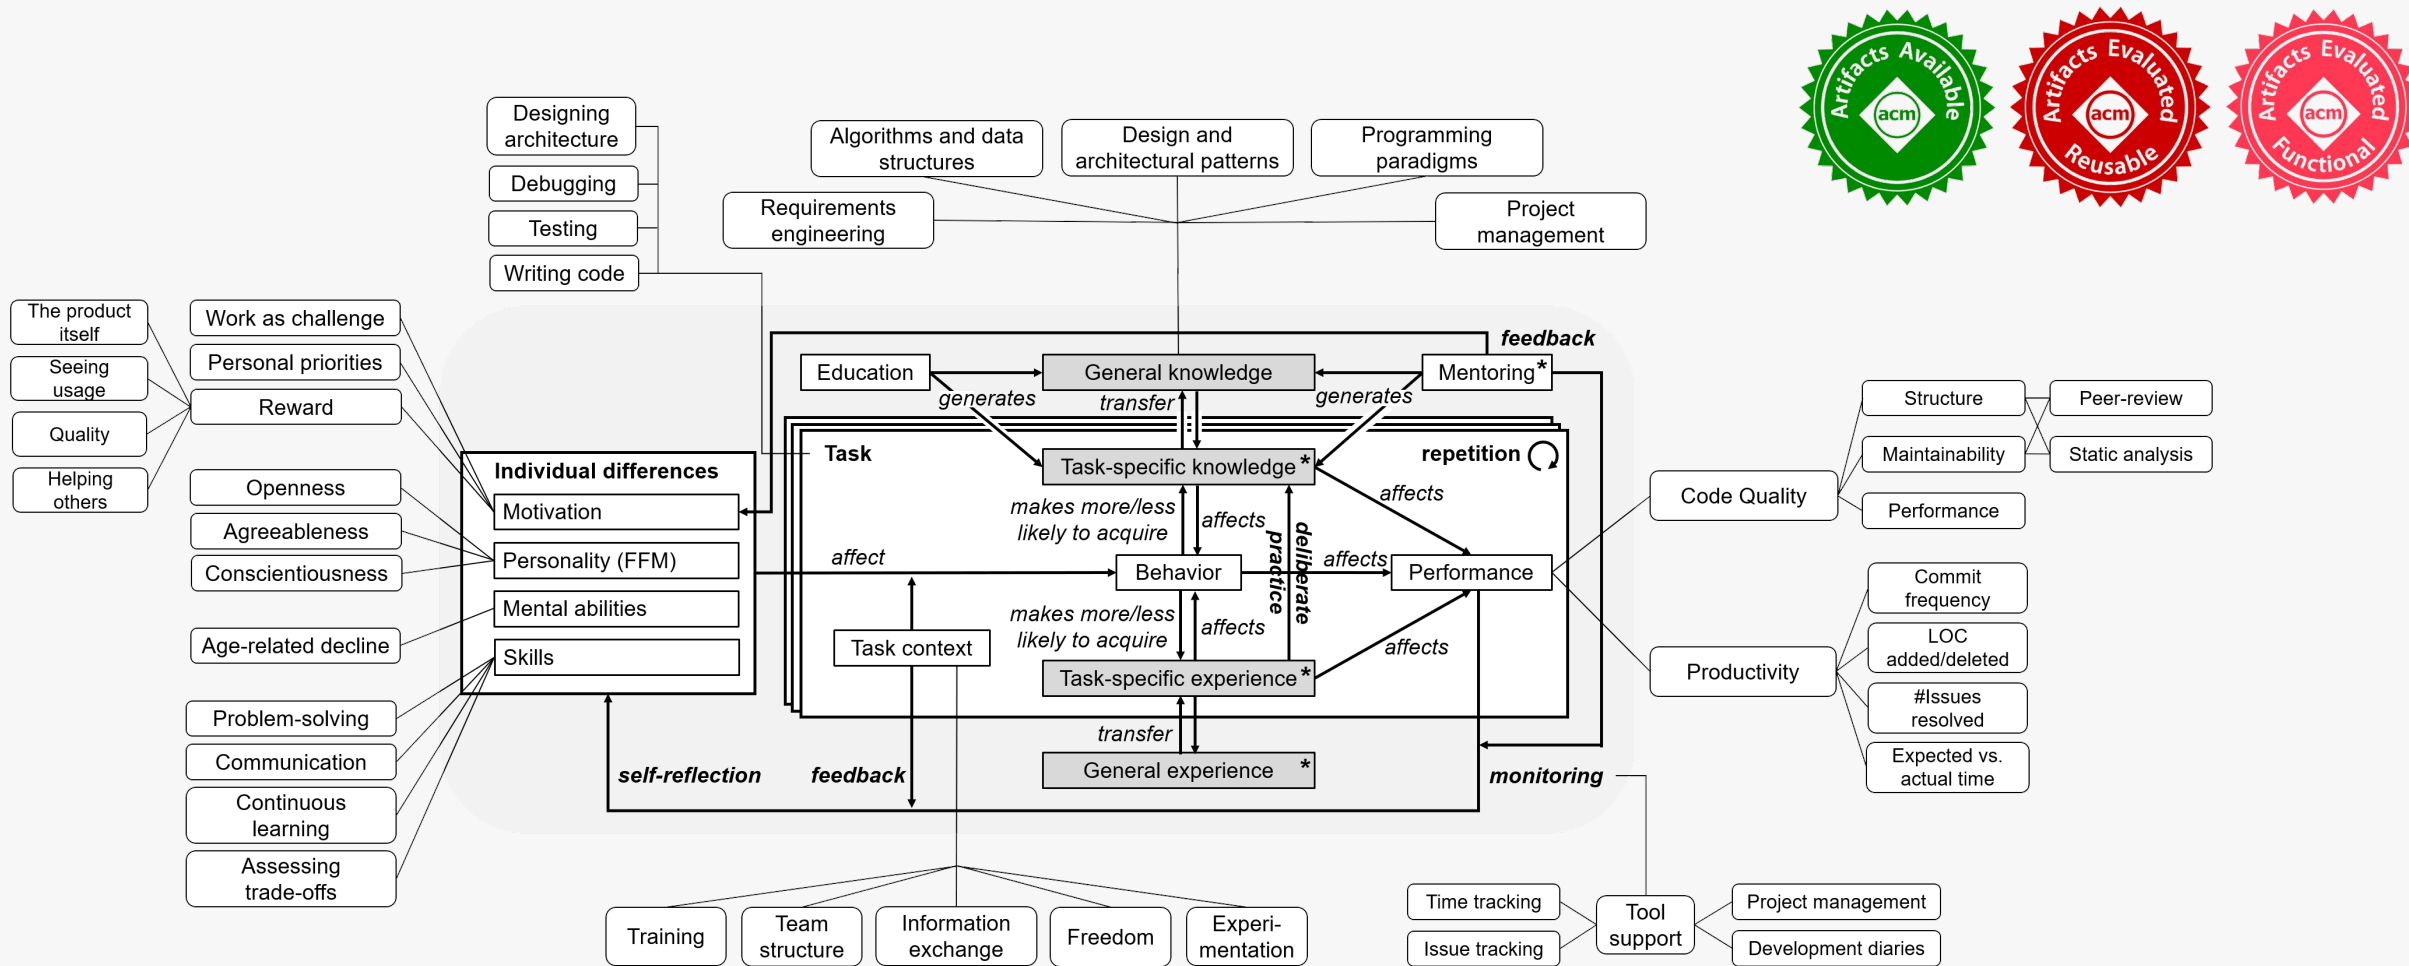 Artifacts Available
acm
Artifacts Evaluated
acm
Reusable
Artifacts Evaluated
acm
Functional
Designing
architecture
Debugging
Testing
Writing code
Algorithms and data
structures
Design and
architectural patterns
Programming
paradigms
Requirements
engineering
Project
management
The product
itself
Seeing
usage
Quality
Helping
others
Work as challenge
Personal priorities
Reward
Openness
Agreeableness
Conscientiousness
Age-related decline
Problem-solving
Communication
Continuous
learning
Assessing
trade-offs
Individual differences
Motivation
Personality (FFM)
Mental abilities
Skills
feedback
Education
General knowledge
Mentoring*
generates
transfer
generates
Task
Task-specific knowledge*
repetition
makes more/less
likely to acquire
affects
deliberate
practice
affects
affect
Behavior
affects
Performance
makes more/less
likely to acquire
affects
affects
Task context
Task-specific experience*
transfer
General experience *
self-reflection
feedback
monitoring
Structure
Maintainability
Performance
Peer-review
Static analysis
Code Quality
Productivity
Commit
frequency
LOC
added/deleted
#Issues
resolved
Expected vs.
actual time
Training
Team
structure
Information
exchange
Freedom
Experi-
mentation
Time tracking
Issue tracking
Tool
support
Project management
Development diaries